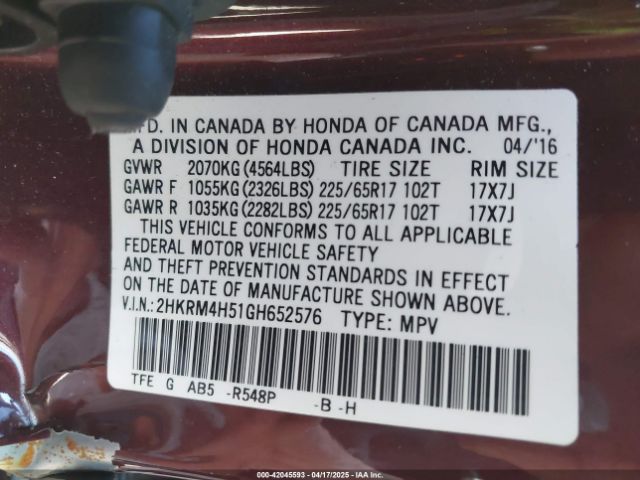 MFD. IN CANADA BY HONDA OF CANADA MFG.,
A DIVISION OF HONDA CANADA INC. 04/'16
GVWR 2070KG (4564LBS) TIRE SIZE RIM SIZE
GAWR F 1055KG (2326LBS) 225/65R17 102T 17X7J
GAWR R 1035KG (2282LBS) 225/65R17 102T 17X7J
THIS VEHICLE CONFORMS TO ALL APPLICABLE
FEDERAL MOTOR VEHICLE SAFETY
AND THEFT PREVENTION STANDARDS IN EFFECT
ON THE DATE OF MANUFACTURE SHOWN ABOVE.
V.I.N.: 2HKRM4H51GH652576 TYPE: MPV
TFE G AB5 -R548P -B -H
000-42045593 - 04/17/2025 - IAAI